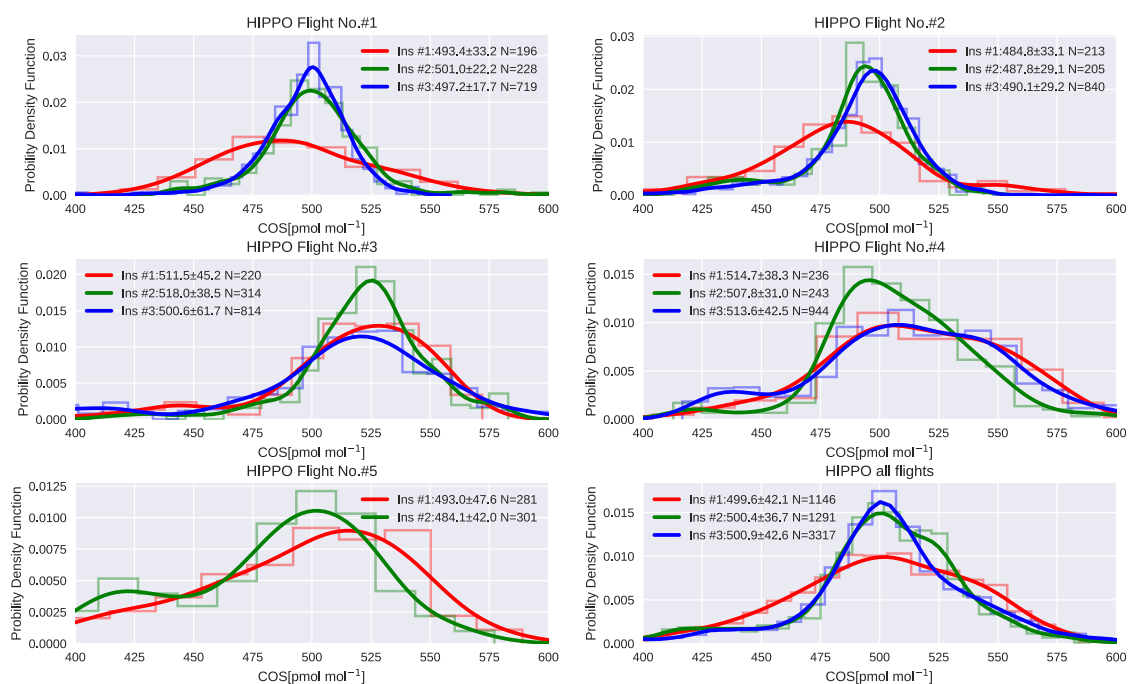 HIPPO Flight No.#1
Probility Density Function
0.03
0.02
0.01
0.00
Ins #1:493.4±33.2 N=196
Ins #2:501.0±22.2 N=228
Ins #3:497.2±17.7 N=719
400 425 450 475 500 525 550 575 600
COS[pmol mol⁻¹]
HIPPO Flight No.#2
Probility Density Function
0.03
0.02
0.01
0.00
Ins #1:484.8±33.1 N=213
Ins #2:487.8±29.1 N=205
Ins #3:490.1±29.2 N=840
400 425 450 475 500 525 550 575 600
COS[pmol mol⁻¹]
HIPPO Flight No.#3
Probility Density Function
0.020
0.015
0.010
0.005
0.000
Ins #1:511.5±45.2 N=220
Ins #2:518.0±38.5 N=314
Ins #3:500.6±61.7 N=814
400 425 450 475 500 525 550 575 600
COS[pmol mol⁻¹]
HIPPO Flight No.#4
Probility Density Function
0.015
0.010
0.005
0.000
Ins #1:514.7±38.3 N=236
Ins #2:507.8±31.0 N=243
Ins #3:513.6±42.5 N=944
400 425 450 475 500 525 550 575 600
COS[pmol mol⁻¹]
HIPPO Flight No.#5
Probility Density Function
0.0125
0.0100
0.0075
0.0050
0.0025
0.0000
Ins #1:493.0±47.6 N=281
Ins #2:484.1±42.0 N=301
400 425 450 475 500 525 550 575 600
COS[pmol mol⁻¹]
HIPPO all flights
Probility Density Function
0.015
0.010
0.005
0.000
Ins #1:499.6±42.1 N=1146
Ins #2:500.4±36.7 N=1291
Ins #3:500.9±42.6 N=3317
400 425 450 475 500 525 550 575 600
COS[pmol mol⁻¹]